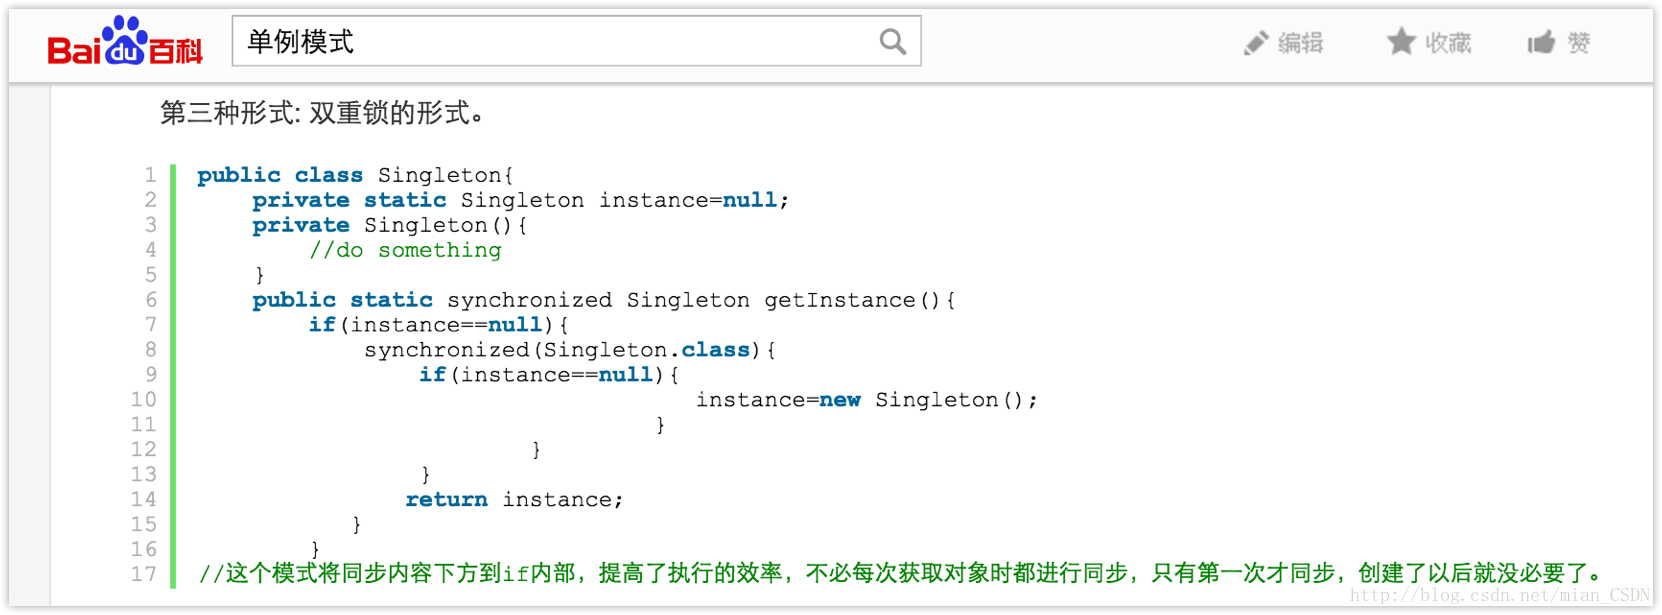 Bai du 百科 单例模式 编辑 收藏 赞
第三种形式: 双重锁的形式。
1 public class Singleton{
2 private static Singleton instance=null;
3 private Singleton(){
4 //do something
5 }
6 public static synchronized Singleton getInstance(){
7 if(instance==null){
8 synchronized(Singleton.class){
9 if(instance==null){
10 instance=new Singleton();
11 }
12 }
13 }
14 return instance;
15 }
16 }
17 //这个模式将同步内容下方到if内部，提高了执行的效率，不必每次获取对象时都进行同步，只有第一次才同步，创建了以后就没必要了。
http://blog.csdn.net/mian_CSDN